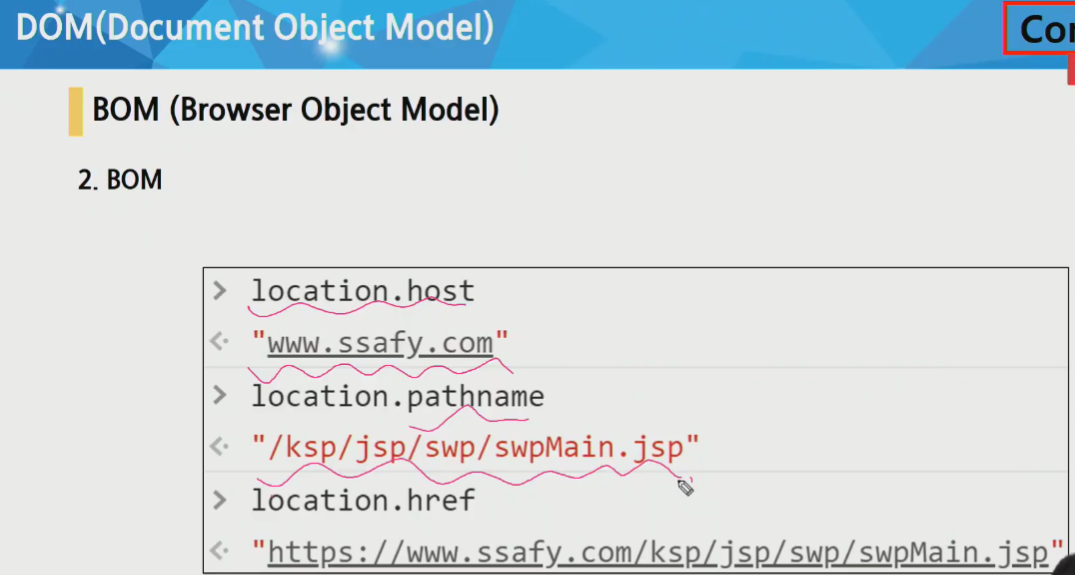 DOM(Document Object Model)
BOM (Browser Object Model)
2. BOM
> location.host
<· "www.ssafy.com"
> location.pathname
<· "/ksp/jsp/swp/swpMain.jsp"
> location.href
<· "https://www.ssafy.com/ksp/jsp/swp/swpMain.jsp"